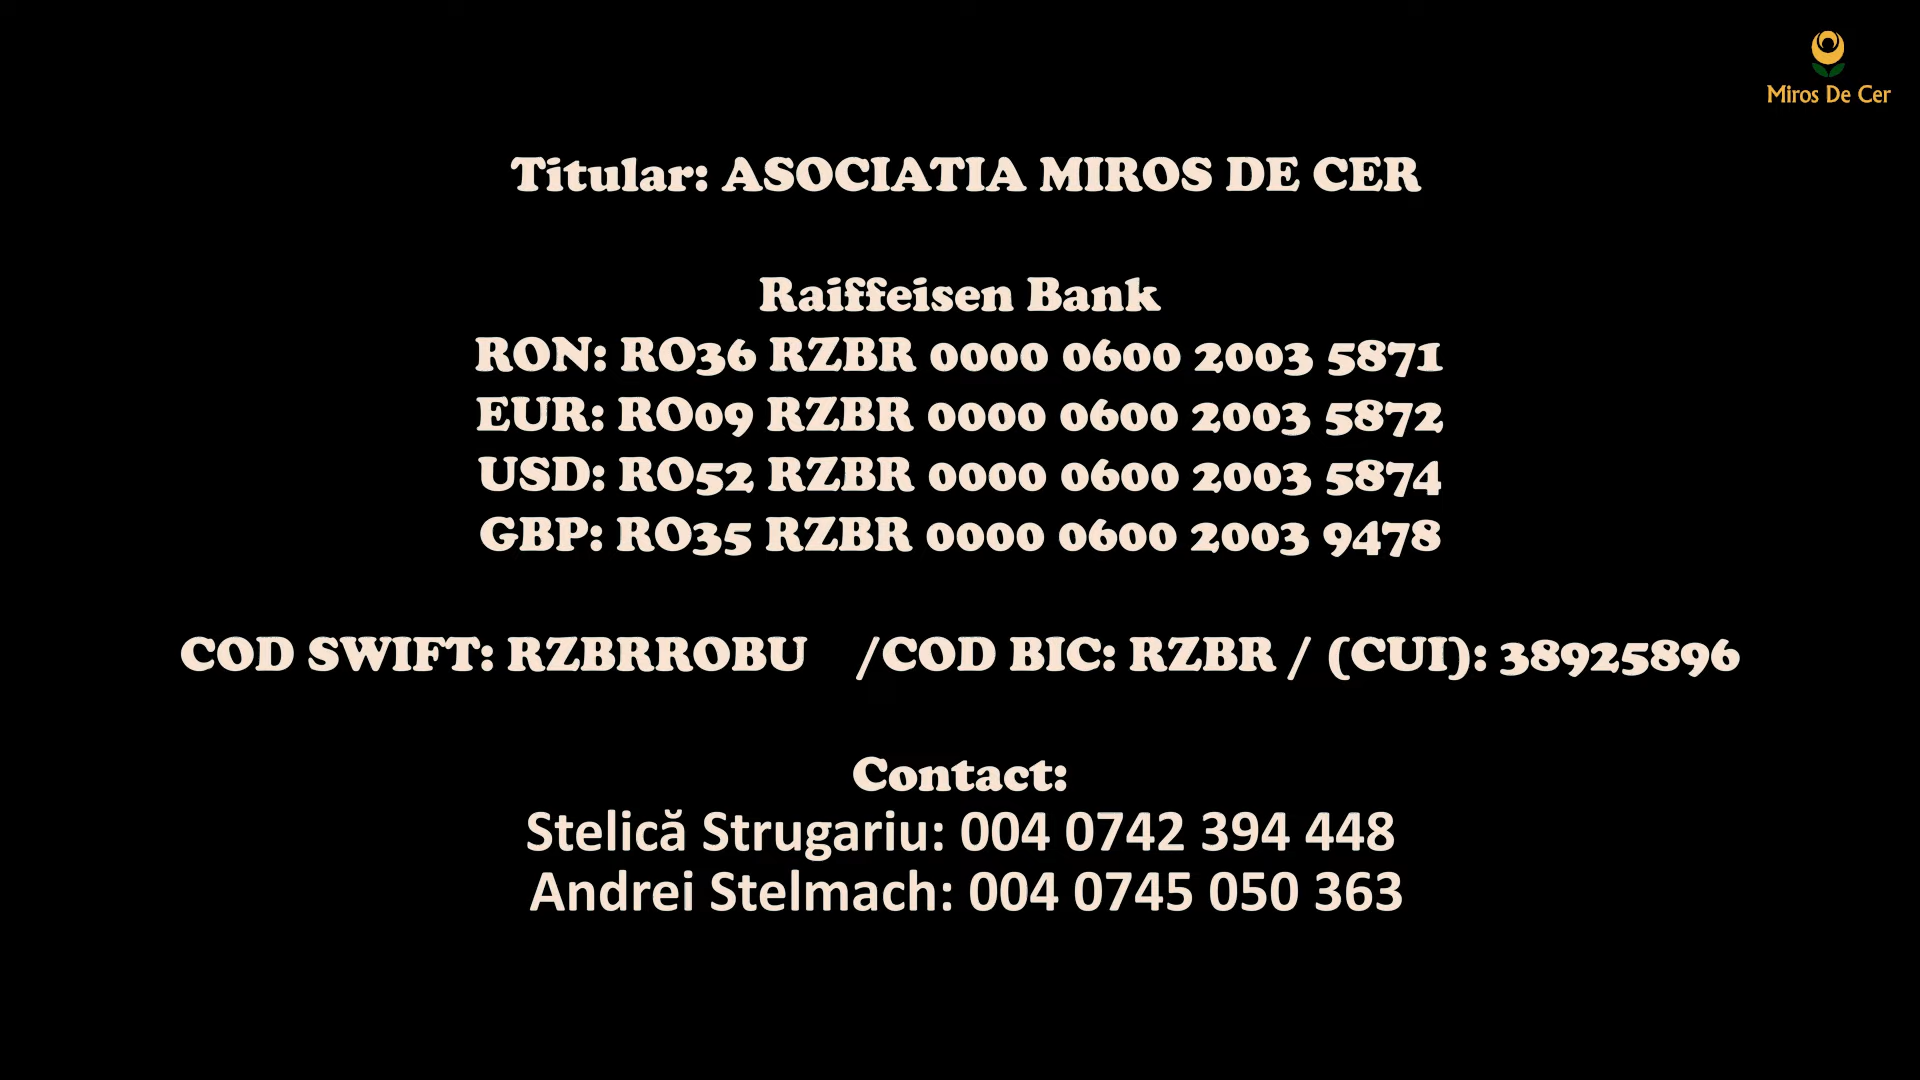 Miros De Cer
Titular: ASOCIATIA MIROS DE CER
Raiffeisen Bank
RON: RO36 RZBR 0000 0600 2003 5871
EUR: RO09 RZBR 0000 0600 2003 5872
USD: RO52 RZBR 0000 0600 2003 5874
GBP: RO35 RZBR 0000 0600 2003 9478
COD SWIFT: RZBRROBU /COD BIC: RZBR / (CUI): 38925896
Contact:
Stelică Strugariu: 004 0742 394 448
Andrei Stelmach: 004 0745 050 363